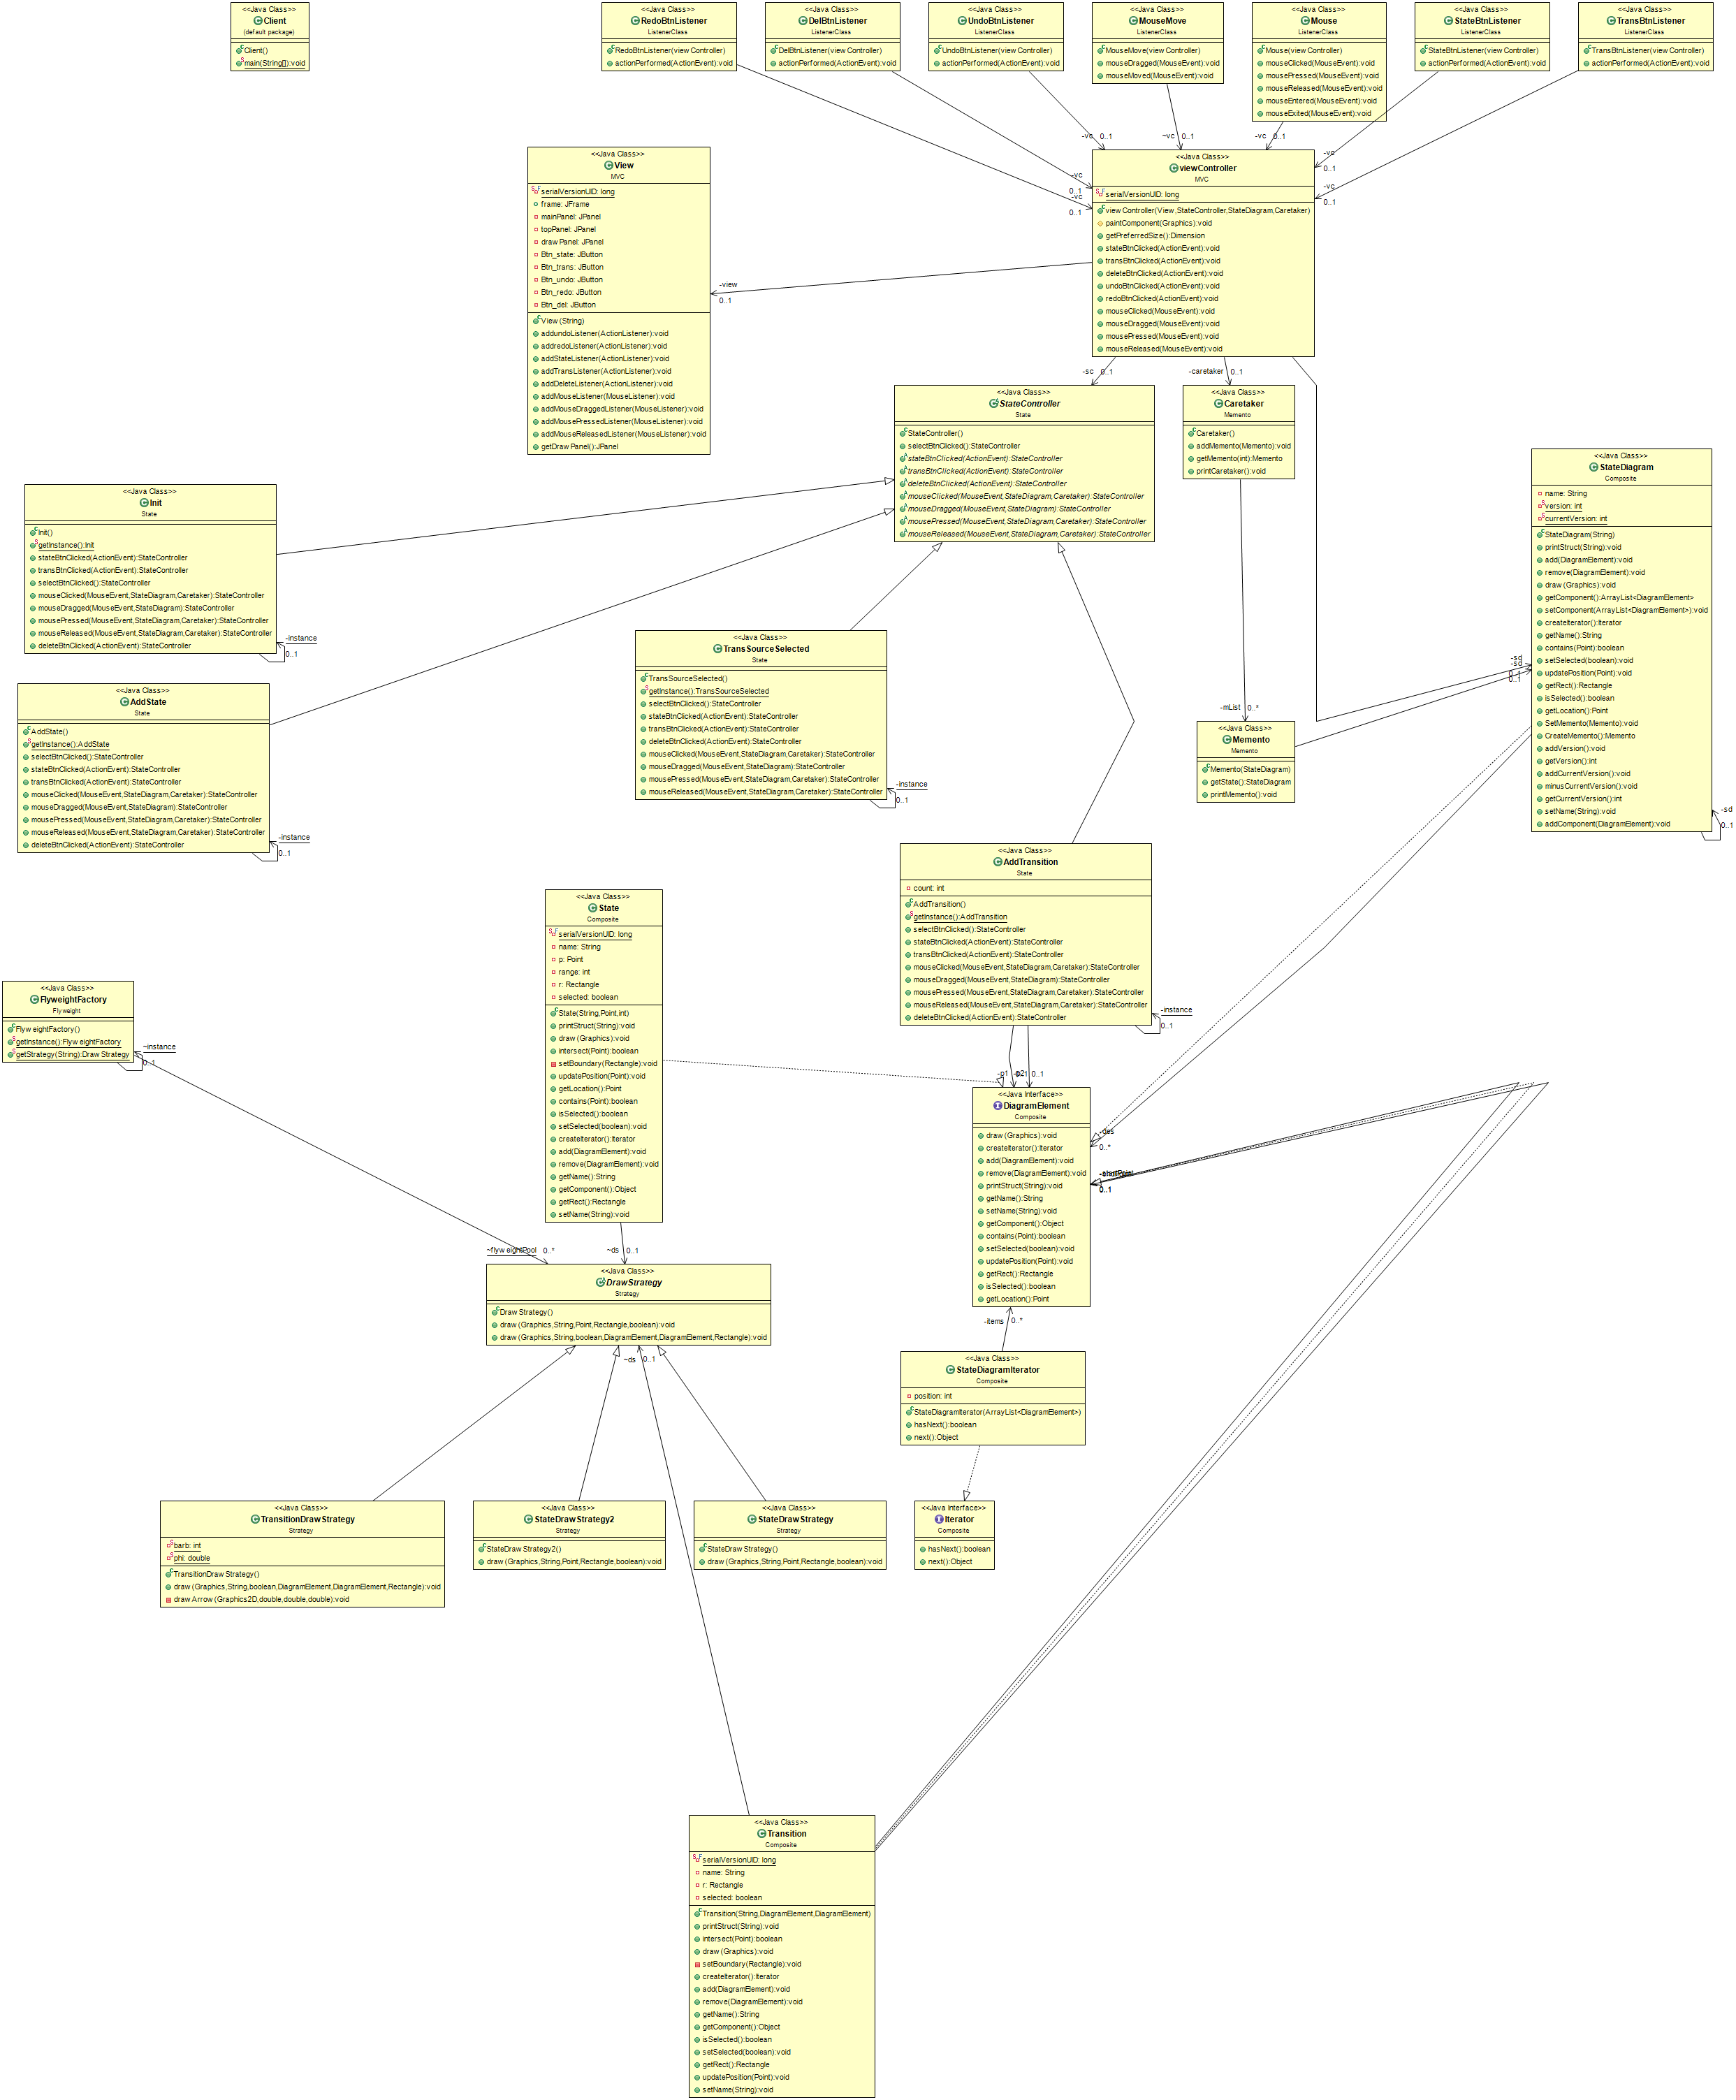 <<Java Class>>
Client
(default package)
Client()
main(String[]):void
<<Java Class>>
RedoBtnListener
ListenerClass
RedoBtnListener(viewController)
actionPerformed(ActionEvent):void
<<Java Class>>
DelBtnListener
ListenerClass
DelBtnListener(viewController)
actionPerformed(ActionEvent):void
<<Java Class>>
UndoBtnListener
ListenerClass
UndoBtnListener(viewController)
actionPerformed(ActionEvent):void
<<Java Class>>
MouseMove
ListenerClass
MouseMove(viewController)
mouseDragged(MouseEvent):void
mouseMoved(MouseEvent):void
<<Java Class>>
Mouse
ListenerClass
Mouse(viewController)
mouseClicked(MouseEvent):void
mousePressed(MouseEvent):void
mouseReleased(MouseEvent):void
mouseEntered(MouseEvent):void
mouseExited(MouseEvent):void
<<Java Class>>
StateBtnListener
ListenerClass
StateBtnListener(viewController)
actionPerformed(ActionEvent):void
<<Java Class>>
TransBtnListener
ListenerClass
TransBtnListener(viewController)
actionPerformed(ActionEvent):void
-vc 0..1
~vc 0..1
-vc 0..1
-vc
0..1
-vc
0..1
-vc
0..1
-vc
0..1
<<Java Class>>
View
MVC
serialVersionUID: long
frame: JFrame
mainPanel: JPanel
topPanel: JPanel
drawPanel: JPanel
Btn_state: JButton
Btn_trans: JButton
Btn_undo: JButton
Btn_redo: JButton
Btn_del: JButton
View(String)
addundoListener(ActionListener):void
addredoListener(ActionListener):void
addStateListener(ActionListener):void
addTransListener(ActionListener):void
addDeleteListener(ActionListener):void
addMouseListener(MouseListener):void
addMouseDraggedListener(MouseListener):void
addMousePressedListener(MouseListener):void
addMouseReleasedListener(MouseListener):void
getDrawPanel():JPanel
<<Java Class>>
viewController
MVC
serialVersionUID: long
viewController(View,StateController,StateDiagram,Caretaker)
paintComponent(Graphics):void
getPreferredSize():Dimension
stateBtnClicked(ActionEvent):void
transBtnClicked(ActionEvent):void
deleteBtnClicked(ActionEvent):void
undoBtnClicked(ActionEvent):void
redoBtnClicked(ActionEvent):void
mouseClicked(MouseEvent):void
mouseDragged(MouseEvent):void
mousePressed(MouseEvent):void
mouseReleased(MouseEvent):void
-view
0..1
-sc 0..1
-caretaker 0..1
<<Java Class>>
StateController
State
StateController()
selectBtnClicked():StateController
stateBtnClicked(ActionEvent):StateController
transBtnClicked(ActionEvent):StateController
deleteBtnClicked(ActionEvent):StateController
mouseClicked(MouseEvent,StateDiagram,Caretaker):StateController
mouseDragged(MouseEvent,StateDiagram):StateController
mousePressed(MouseEvent,StateDiagram,Caretaker):StateController
mouseReleased(MouseEvent,StateDiagram,Caretaker):StateController
<<Java Class>>
Caretaker
Memento
Caretaker()
addMemento(Memento):void
getMemento(int):Memento
printCaretaker():void
<<Java Class>>
StateDiagram
Composite
name: String
version: int
currentVersion: int
StateDiagram(String)
printStruct(String):void
add(DiagramElement):void
remove(DiagramElement):void
draw(Graphics):void
getComponent():ArrayList<DiagramElement>
setComponent(ArrayList<DiagramElement>):void
createIterator():Iterator
getName():String
contains(Point):boolean
setSelected(boolean):void
updatePosition(Point):void
getRect():Rectangle
isSelected():boolean
getLocation():Point
SetMemento(Memento):void
CreateMemento():Memento
addVersion():void
getVersion():int
addCurrentVersion():void
minusCurrentVersion():void
getCurrentVersion():int
setName(String):void
addComponent(DiagramElement):void
-sd
-sd
0..1
0..1
-sd
0..1
<<Java Class>>
Init
State
Init()
getInstance():Init
stateBtnClicked(ActionEvent):StateController
transBtnClicked(ActionEvent):StateController
selectBtnClicked():StateController
mouseClicked(MouseEvent,StateDiagram,Caretaker):StateController
mouseDragged(MouseEvent,StateDiagram):StateController
mousePressed(MouseEvent,StateDiagram,Caretaker):StateController
mouseReleased(MouseEvent,StateDiagram,Caretaker):StateController
deleteBtnClicked(ActionEvent):StateController
-instance
0..1
<<Java Class>>
AddState
State
AddState()
getInstance():AddState
selectBtnClicked():StateController
stateBtnClicked(ActionEvent):StateController
transBtnClicked(ActionEvent):StateController
mouseClicked(MouseEvent,StateDiagram,Caretaker):StateController
mouseDragged(MouseEvent,StateDiagram):StateController
mousePressed(MouseEvent,StateDiagram,Caretaker):StateController
mouseReleased(MouseEvent,StateDiagram,Caretaker):StateController
deleteBtnClicked(ActionEvent):StateController
-instance
0..1
<<Java Class>>
TransSourceSelected
State
TransSourceSelected()
getInstance():TransSourceSelected
selectBtnClicked():StateController
stateBtnClicked(ActionEvent):StateController
transBtnClicked(ActionEvent):StateController
deleteBtnClicked(ActionEvent):StateController
mouseClicked(MouseEvent,StateDiagram,Caretaker):StateController
mouseDragged(MouseEvent,StateDiagram):StateController
mousePressed(MouseEvent,StateDiagram,Caretaker):StateController
mouseReleased(MouseEvent,StateDiagram,Caretaker):StateController
-instance
0..1
-mList 0..*
<<Java Class>>
Memento
Memento
Memento(StateDiagram)
getState():StateDiagram
printMemento():void
<<Java Class>>
AddTransition
State
count: int
AddTransition()
getInstance():AddTransition
selectBtnClicked():StateController
stateBtnClicked(ActionEvent):StateController
transBtnClicked(ActionEvent):StateController
mouseClicked(MouseEvent,StateDiagram,Caretaker):StateController
mouseDragged(MouseEvent,StateDiagram):StateController
mousePressed(MouseEvent,StateDiagram,Caretaker):StateController
mouseReleased(MouseEvent,StateDiagram,Caretaker):StateController
deleteBtnClicked(ActionEvent):StateController
-instance
0..1
<<Java Class>>
State
Composite
serialVersionUID: long
name: String
p: Point
range: int
r: Rectangle
selected: boolean
State(String,Point,int)
printStruct(String):void
draw(Graphics):void
intersect(Point):boolean
setBoundary(Rectangle):void
updatePosition(Point):void
getLocation():Point
contains(Point):boolean
isSelected():boolean
setSelected(boolean):void
createIterator():Iterator
add(DiagramElement):void
remove(DiagramElement):void
getName():String
getComponent():Object
getRect():Rectangle
setName(String):void
<<Java Class>>
FlyweightFactory
Flyweight
FlyweightFactory()
getInstance():FlyweightFactory
getStrategy(String):DrawStrategy
~instance
0..1
-p1 -p2 0..1
<<Java Interface>>
DiagramElement
Composite
draw(Graphics):void
createIterator():Iterator
add(DiagramElement):void
remove(DiagramElement):void
printStruct(String):void
getName():String
setName(String):void
getComponent():Object
contains(Point):boolean
setSelected(boolean):void
updatePosition(Point):void
getRect():Rectangle
isSelected():boolean
getLocation():Point
-des
0..*
0..1
~flyweightPool 0..*
~ds 0..1
<<Java Class>>
DrawStrategy
Strategy
DrawStrategy()
draw(Graphics,String,Point,Rectangle,boolean):void
draw(Graphics,String,boolean,DiagramElement,DiagramElement,Rectangle):void
~ds 0..1
-items 0..*
<<Java Class>>
StateDiagramIterator
Composite
position: int
StateDiagramIterator(ArrayList<DiagramElement>)
hasNext():boolean
next():Object
<<Java Class>>
TransitionDrawStrategy
Strategy
barb: int
phi: double
TransitionDrawStrategy()
draw(Graphics,String,boolean,DiagramElement,DiagramElement,Rectangle):void
drawArrow(Graphics2D,double,double,double):void
<<Java Class>>
StateDrawStrategy2
Strategy
StateDrawStrategy2()
draw(Graphics,String,Point,Rectangle,boolean):void
<<Java Class>>
StateDrawStrategy
Strategy
StateDrawStrategy()
draw(Graphics,String,Point,Rectangle,boolean):void
<<Java Interface>>
Iterator
Composite
hasNext():boolean
next():Object
<<Java Class>>
Transition
Composite
serialVersionUID: long
name: String
r: Rectangle
selected: boolean
Transition(String,DiagramElement,DiagramElement)
printStruct(String):void
intersect(Point):boolean
draw(Graphics):void
setBoundary(Rectangle):void
createIterator():Iterator
add(DiagramElement):void
remove(DiagramElement):void
getName():String
getComponent():Object
isSelected():boolean
setSelected(boolean):void
getRect():Rectangle
updatePosition(Point):void
setName(String):void